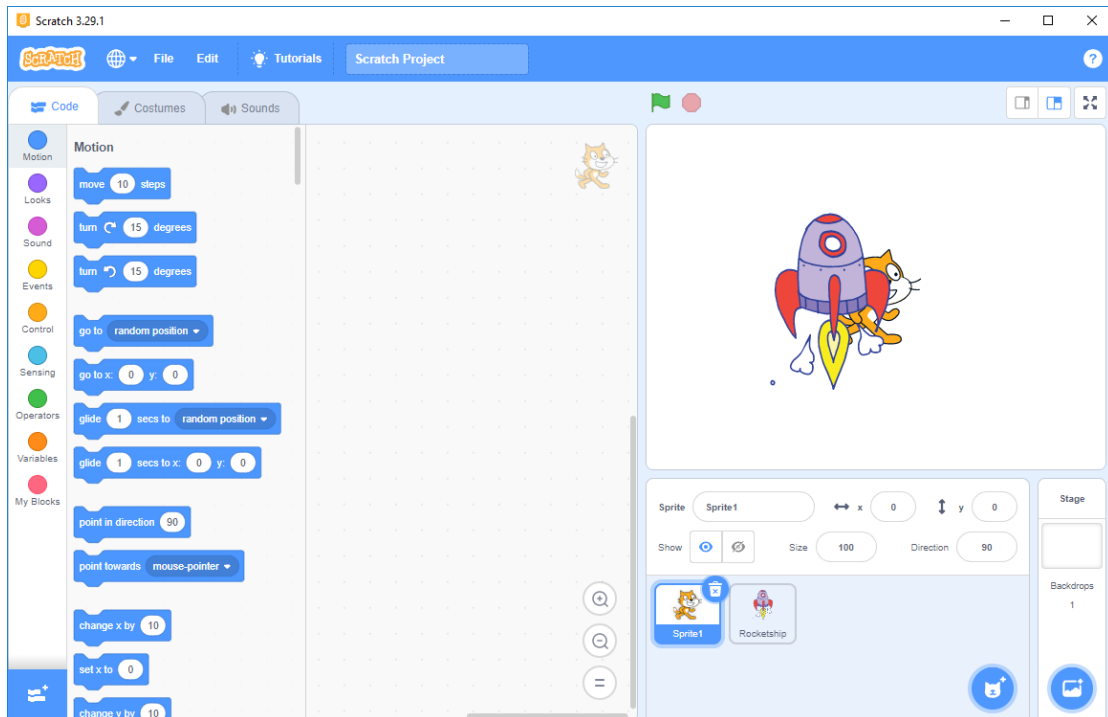 Scratch 3.29.1
SCRATCH File Edit Tutorials Scratch Project ?
Code Costumes Sounds
Motion
Looks
Sound
Events
Control
Sensing
Operators
Variables
My Blocks
Motion
move 10 steps
turn 15 degrees
turn 15 degrees
go to random position
go to x: 0 y: 0
glide 1 secs to random position
glide 1 secs to x: 0 y: 0
point in direction 90
point towards mouse-pointer
change x by 10
set x to 0
change y by 10
Sprite Sprite1 x 0 y 0
Show Size 100 Direction 90
Sprite1 Rocketship
Stage
Backdrops
1